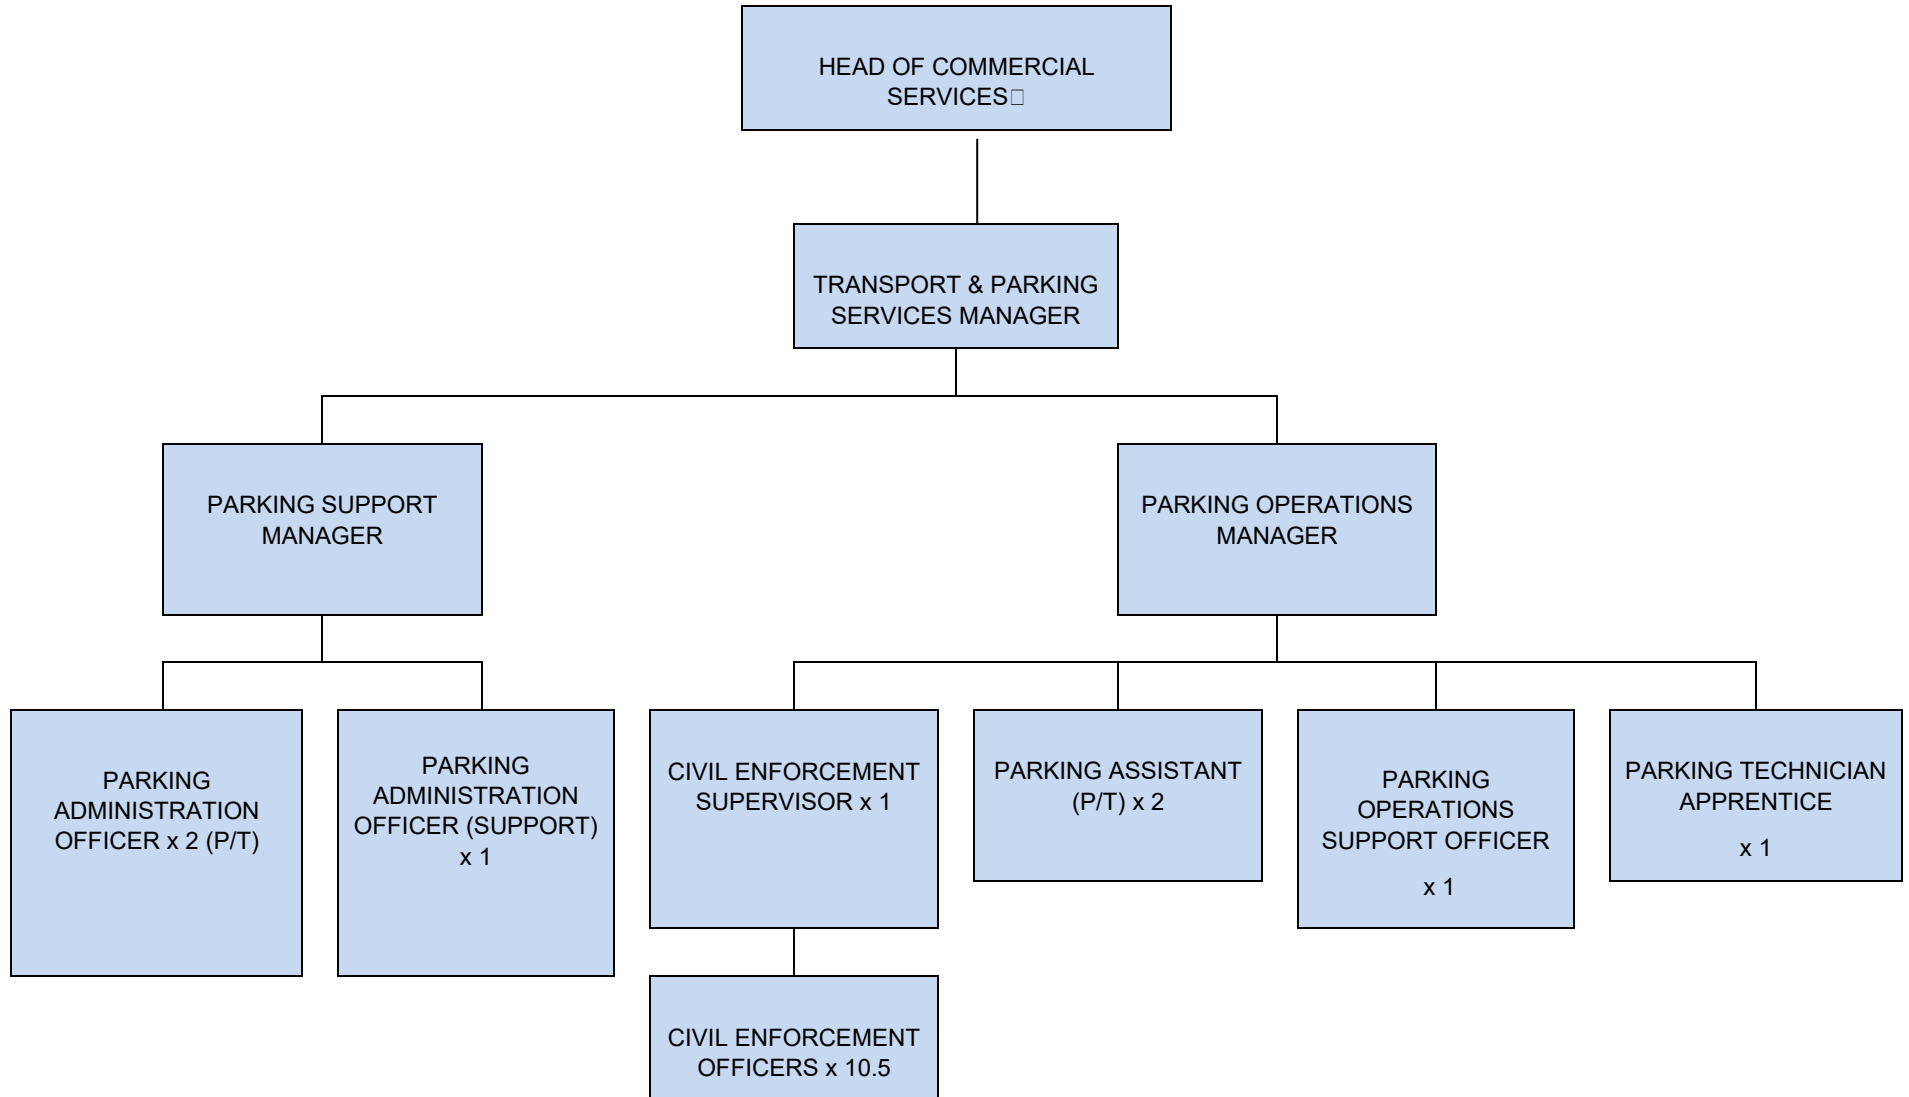 HEAD OF COMMERCIAL
SERVICES□
TRANSPORT & PARKING
SERVICES MANAGER
PARKING SUPPORT
MANAGER
PARKING OPERATIONS
MANAGER
PARKING
ADMINISTRATION
OFFICER x 2 (P/T)
PARKING
ADMINISTRATION
OFFICER (SUPPORT)
x 1
CIVIL ENFORCEMENT
SUPERVISOR x 1
PARKING ASSISTANT
(P/T) x 2
PARKING
OPERATIONS
SUPPORT OFFICER
x 1
PARKING TECHNICIAN
APPRENTICE
x 1
CIVIL ENFORCEMENT
OFFICERS x 10.5